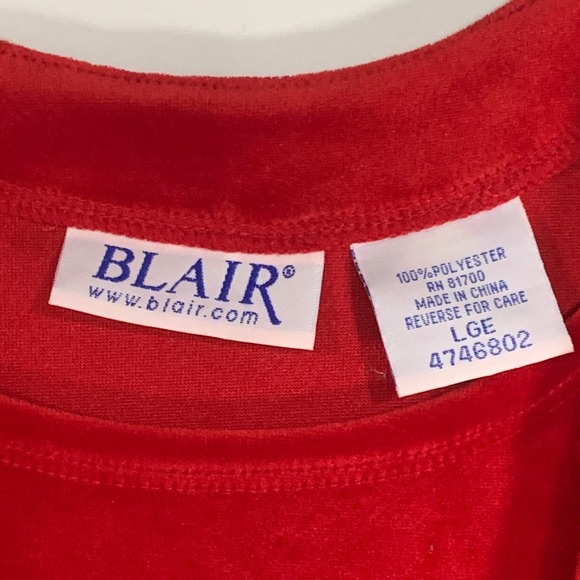 BLAIR®
www.blair.com
100%POLYESTER
RN 81700
MADE IN CHINA
REVERSE FOR CARE
LGE
4746802